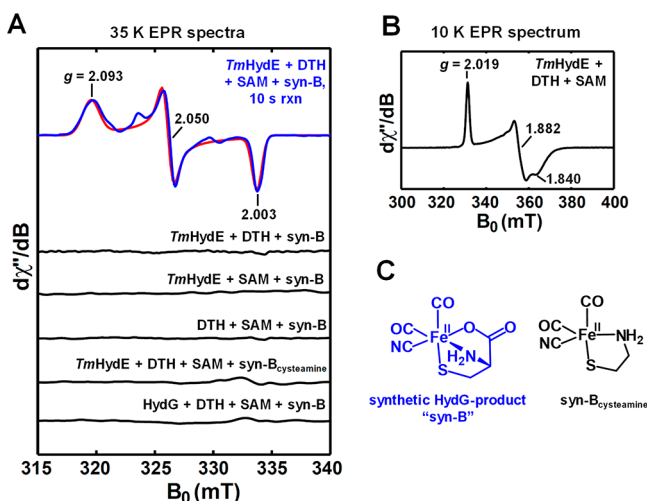 A
35 K EPR spectra
g = 2.093
TmHydE + DTH
+ SAM + syn-B,
10 s rxn
2.050
2.003
TmHydE + DTH + syn-B
TmHydE + SAM + syn-B
DTH + SAM + syn-B
TmHydE + DTH + SAM + syn-Bcysteamine
HydG + DTH + SAM + syn-B
dχ"/dB
315 320 325 330 335 340
B0 (mT)
B
10 K EPR spectrum
g = 2.019
TmHydE +
DTH + SAM
1.882
1.840
dχ"/dB
300 320 340 360 380 400
B0 (mT)
C
CO
OC
NC
FeII
O
O
H2N
S
synthetic HydG-product
“syn-B”
CO
OC
NC
FeII
NH2
S
syn-Bcysteamine